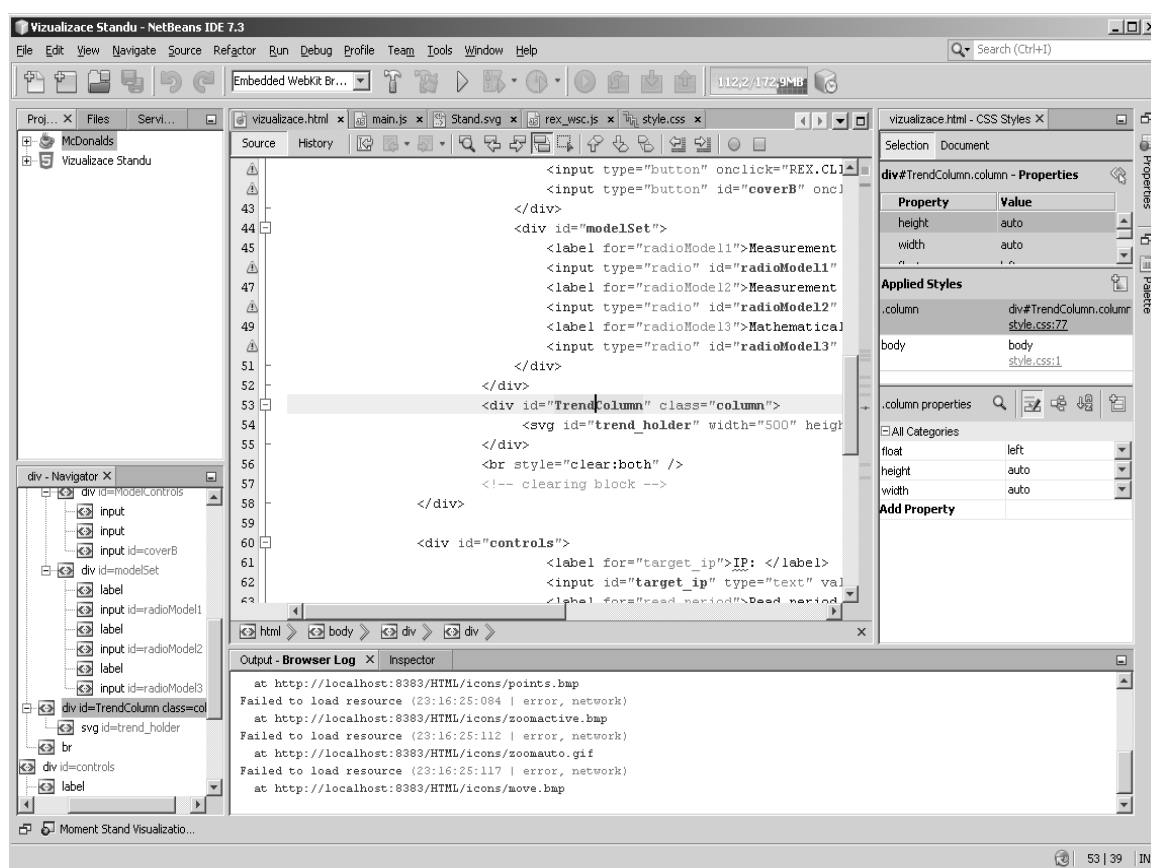 Vizualizace Standu - NetBeans IDE 7.3
File Edit View Navigate Source Refactor Run Debug Profile Team Tools Window Help
Search (Ctrl+I)
Embedded WebKit Br...
112,2/172,9MB
Proj... Files Servi...
McDonalds
Vizualizace Standu
vizualizace.html main.js Stand.svg rex_wsc.js style.css
Source History
<input type="button" onclick="REX.CLI
<input type="button" id="coverB" oncl
43 </div>
44 <div id="modelSet">
45 <label for="radioModel1">Measurement
<input type="radio" id="radioModel1"
47 <label for="radioModel2">Measurement
<input type="radio" id="radioModel2"
49 <label for="radioModel3">Mathematical
<input type="radio" id="radioModel3"
51 </div>
52 </div>
53 <div id="TrendColumn" class="column">
54 <svg id="trend_holder" width="500" heigh
55 </div>
56 <br style="clear:both" />
57 <!-- clearing block -->
58 </div>
59
60 <div id="controls">
61 <label for="target_ip">IP: </label>
62 <input id="target_ip" type="text" val
63 <label for="read_period">Read period
html body div div
vizualizace.html - CSS Styles
Selection Document
div#TrendColumn.column - Properties
Property Value
height auto
width auto
Applied Styles
.column div#TrendColumn.column
style.css:77
body body
style.css:1
.column properties
All Categories
float left
height auto
width auto
Add Property
Properties
Palette
div - Navigator
div id=ModelControls
input
input
input id=coverB
div id=modelSet
label
input id=radioModel1
label
input id=radioModel2
label
input id=radioModel3
div id=TrendColumn class=col
svg id=trend_holder
br
div id=controls
label
Output - Browser Log Inspector
at http://localhost:8383/HTML/icons/points.bmp
Failed to load resource (23:16:25:084 | error, network)
at http://localhost:8383/HTML/icons/zoomactive.bmp
Failed to load resource (23:16:25:112 | error, network)
at http://localhost:8383/HTML/icons/zoomauto.gif
Failed to load resource (23:16:25:117 | error, network)
at http://localhost:8383/HTML/icons/move.bmp
Moment Stand Visualizatio...
53 | 39 IN